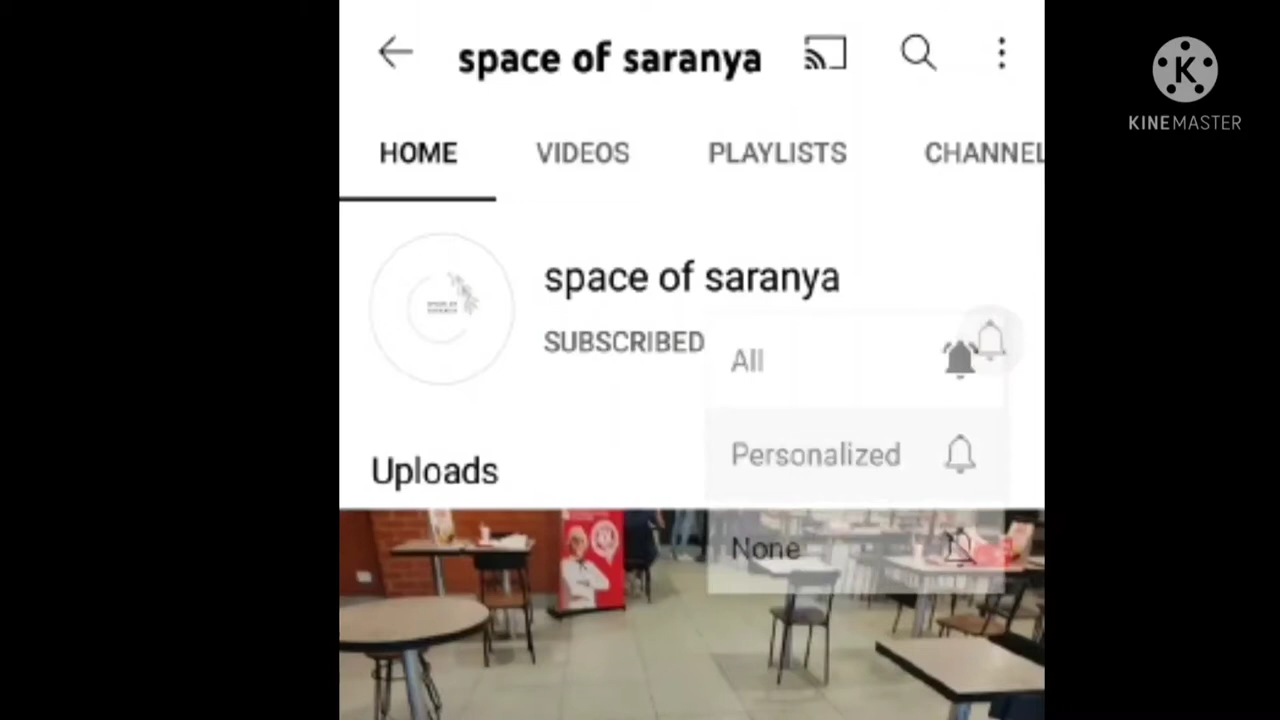 space of saranya
K
KINEMASTER
HOME VIDEOS PLAYLISTS CHANNEL
space of saranya
SUBSCRIBED
All
Personalized
Uploads
None